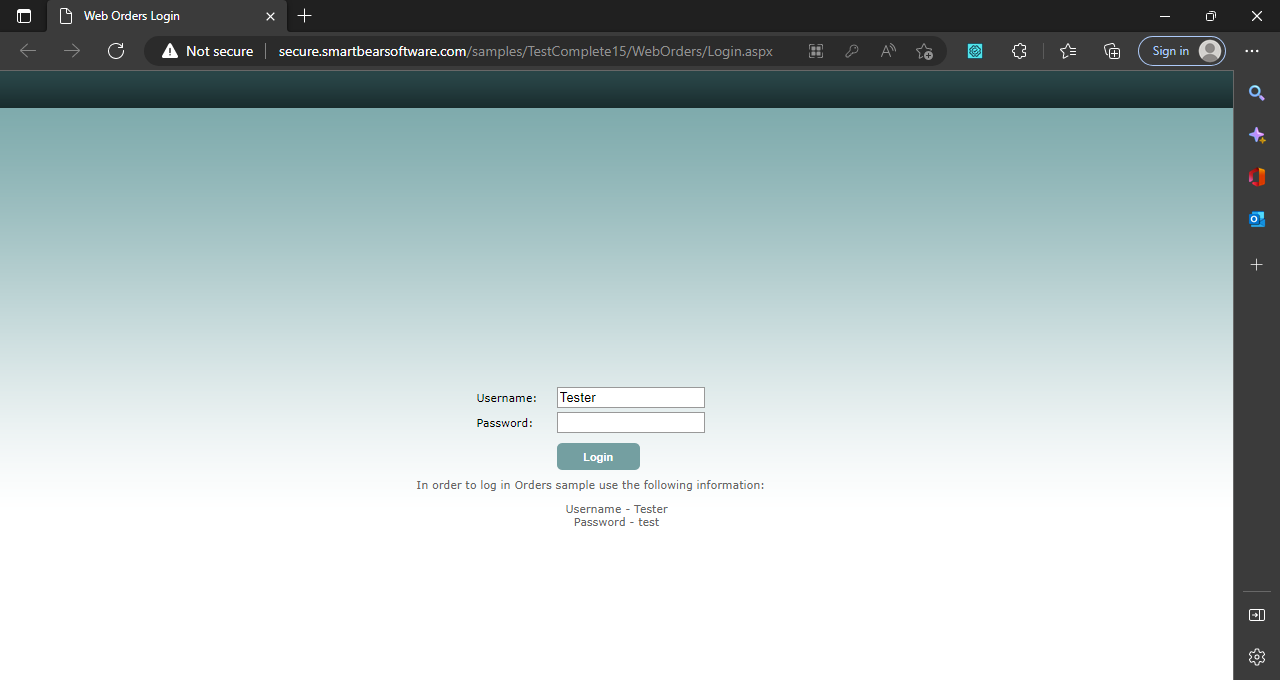 Web Orders Login
Not secure
secure.smartbearsoftware.com/samples/TestComplete15/WebOrders/Login.aspx
Sign in
Username: Tester
Password:
Login
In order to log in Orders sample use the following information:
Username - Tester
Password - test